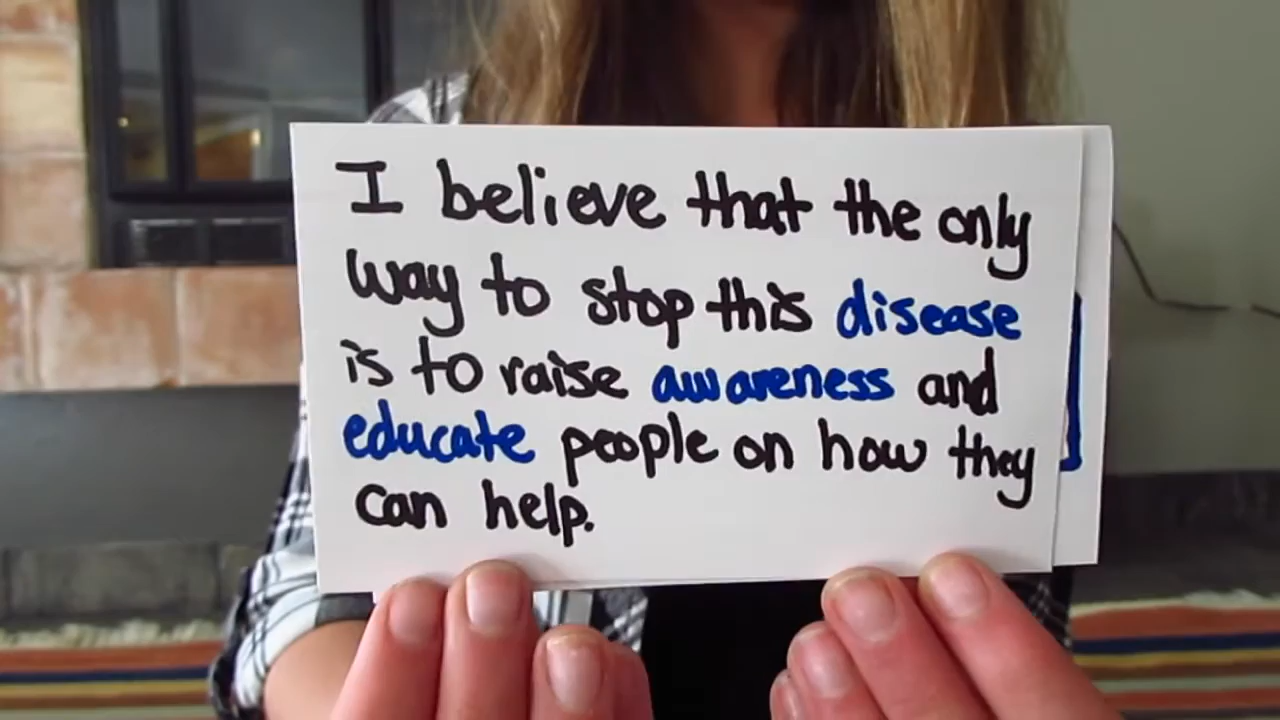 I believe that the only
way to stop this disease
is to raise awareness and
educate people on how they
can help.